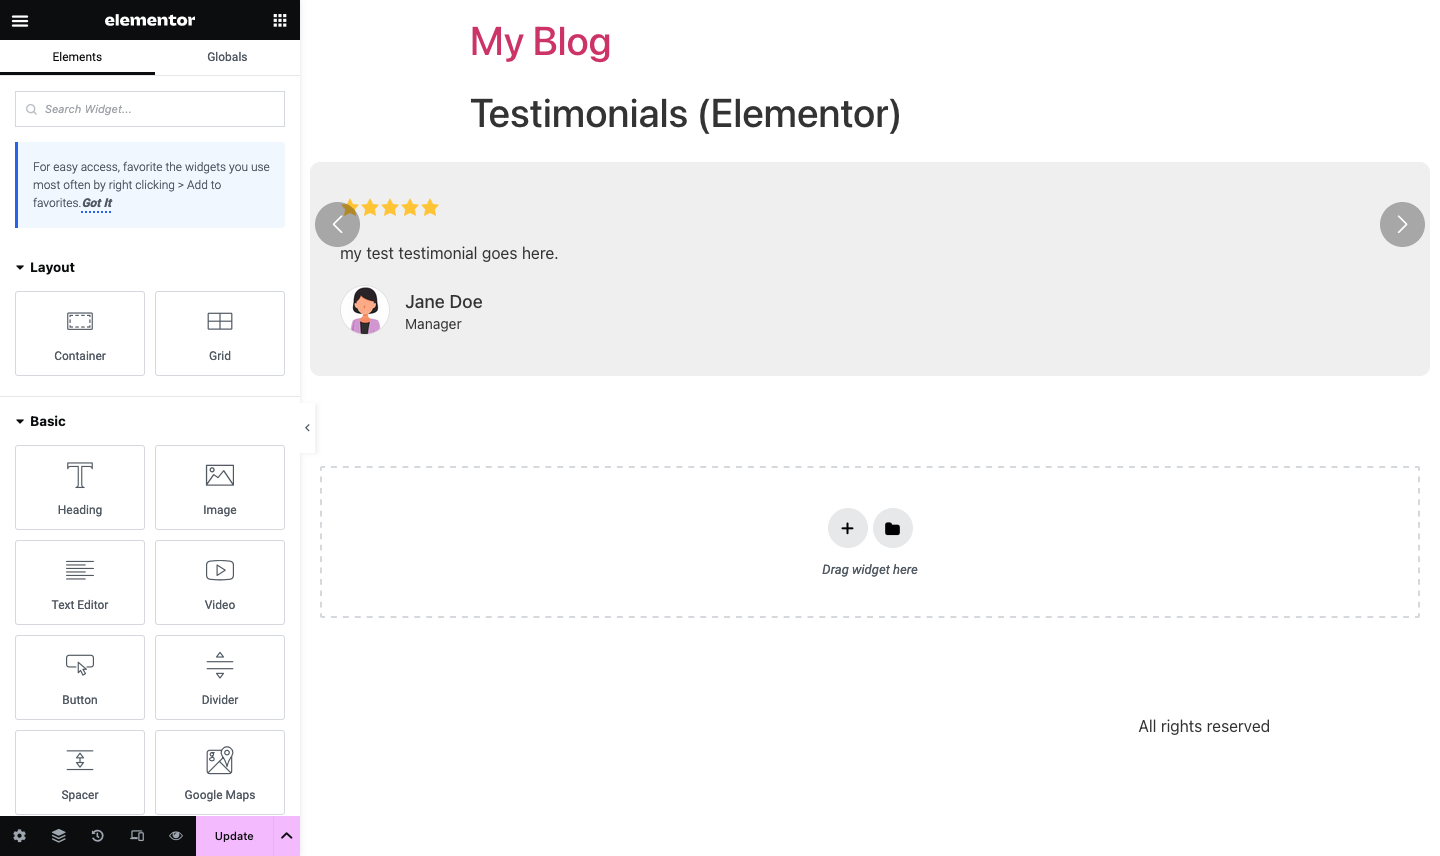 elementor
Elements
Globals
Search Widget...
For easy access, favorite the widgets you use
most often by right clicking > Add to
favorites.Got It
Layout
Container
Grid
Basic
Heading
Image
Text Editor
Video
Button
Divider
Spacer
Google Maps
Update
My Blog
Testimonials (Elementor)
my test testimonial goes here.
Jane Doe
Manager
Drag widget here
All rights reserved